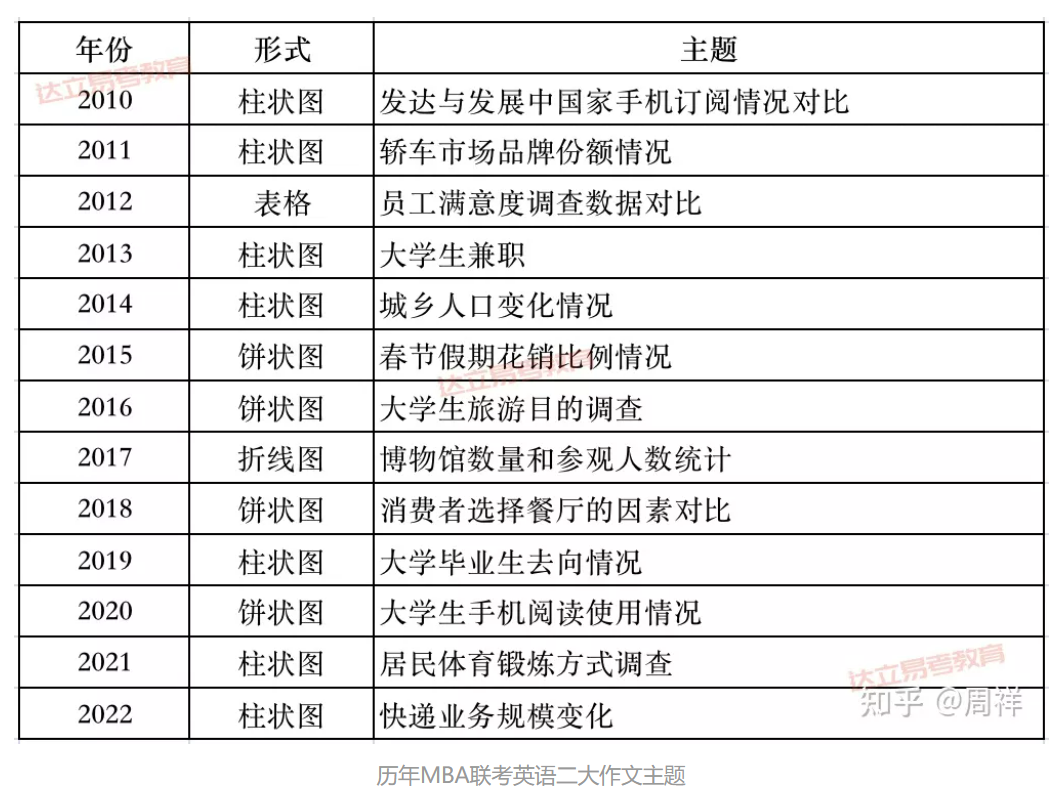 年份 形式 主题
2010 柱状图 发达与发展中国家手机订阅情况对比
2011 柱状图 轿车市场品牌份额情况
2012 表格 员工满意度调查数据对比
2013 柱状图 大学生兼职
2014 柱状图 城乡人口变化情况
2015 饼状图 春节假期花销比例情况
2016 饼状图 大学生旅游目的调查
2017 折线图 博物馆数量和参观人数统计
2018 饼状图 消费者选择餐厅的因素对比
2019 柱状图 大学毕业生去向情况
2020 饼状图 大学生手机阅读使用情况
2021 柱状图 居民体育锻炼方式调查
2022 柱状图 快递业务规模变化
达立易考教育
达立易考教育
达立易考教育
知乎 @周祥
历年MBA联考英语二大作文主题